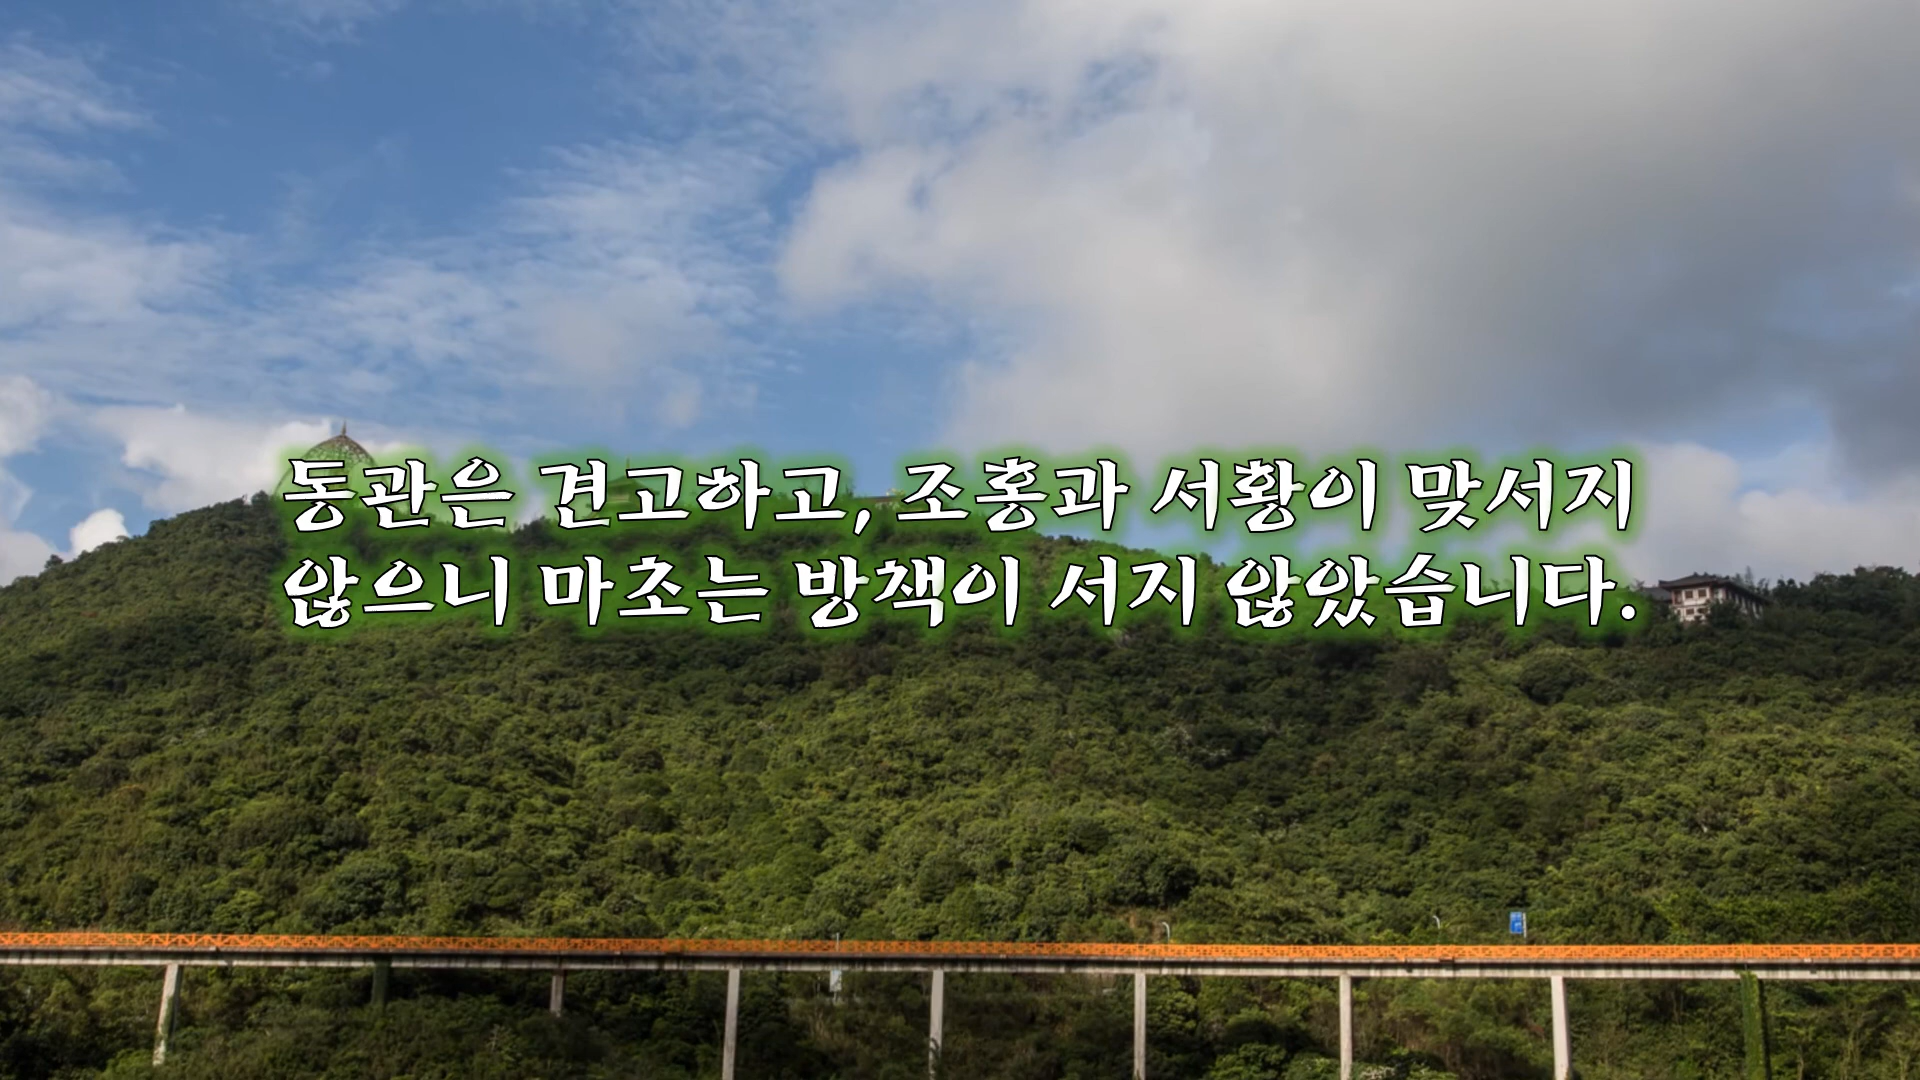 동관은 견고하고, 조홍과 서황이 맞서지
않으니 마초는 방책이 서지 않았습니다.